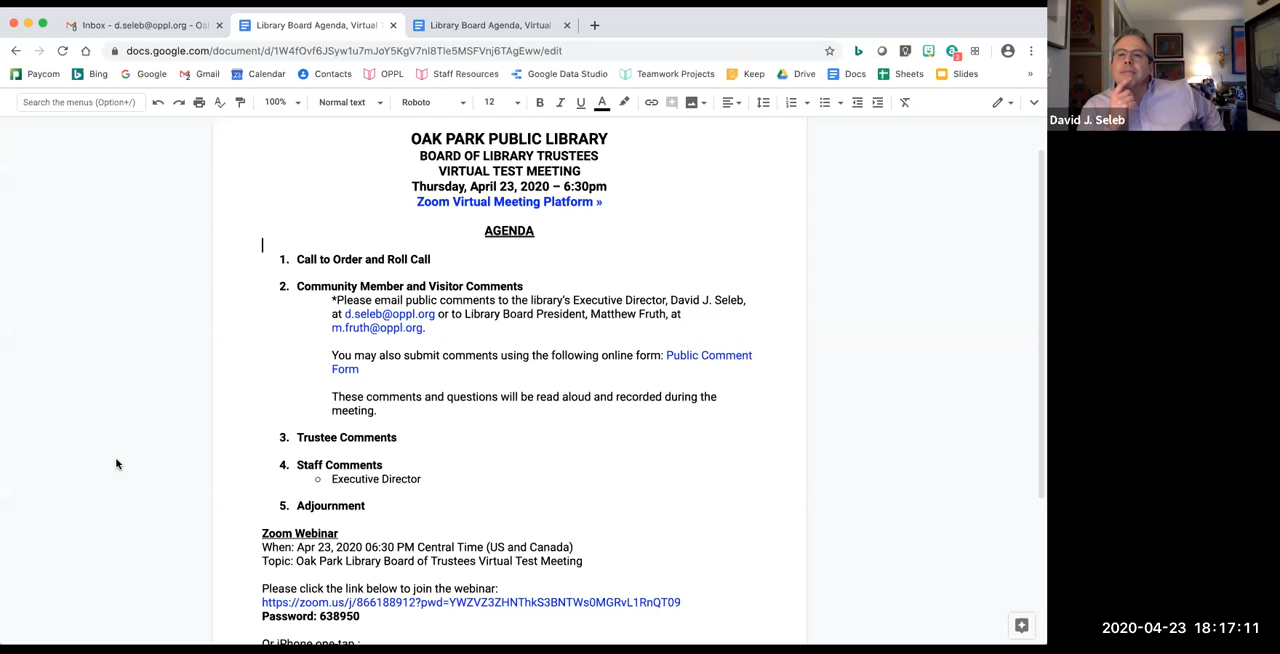 Inbox - d.seleb@oppl.org - Oa
Library Board Agenda, Virtual T
Library Board Agenda, Virtual
docs.google.com/document/d/1W4fOvf6JSyw1u7mJoY5KgV7nl8Tle5MSFVnj6TAgEww/edit
2
Paycom
Bing
Google
Gmail
Calendar
Contacts
OPPL
Staff Resources
Google Data Studio
Teamwork Projects
Keep
Drive
Docs
Sheets
Slides
»
Search the menus (Option+/)
100%
Normal text
Roboto
12
B
I
U
A
David J. Seleb
OAK PARK PUBLIC LIBRARY
BOARD OF LIBRARY TRUSTEES
VIRTUAL TEST MEETING
Thursday, April 23, 2020 – 6:30pm
Zoom Virtual Meeting Platform »
AGENDA
1. Call to Order and Roll Call
2. Community Member and Visitor Comments
*Please email public comments to the library's Executive Director, David J. Seleb,
at d.seleb@oppl.org or to Library Board President, Matthew Fruth, at
m.fruth@oppl.org.
You may also submit comments using the following online form: Public Comment
Form
These comments and questions will be read aloud and recorded during the
meeting.
3. Trustee Comments
4. Staff Comments
○ Executive Director
5. Adjournment
Zoom Webinar
When: Apr 23, 2020 06:30 PM Central Time (US and Canada)
Topic: Oak Park Library Board of Trustees Virtual Test Meeting
Please click the link below to join the webinar:
https://zoom.us/j/866188912?pwd=YWZVZ3ZHNThkS3BNTWs0MGRvL1RnQT09
Password: 638950
Or iPhone one-tap :
2020-04-23 18:17:11